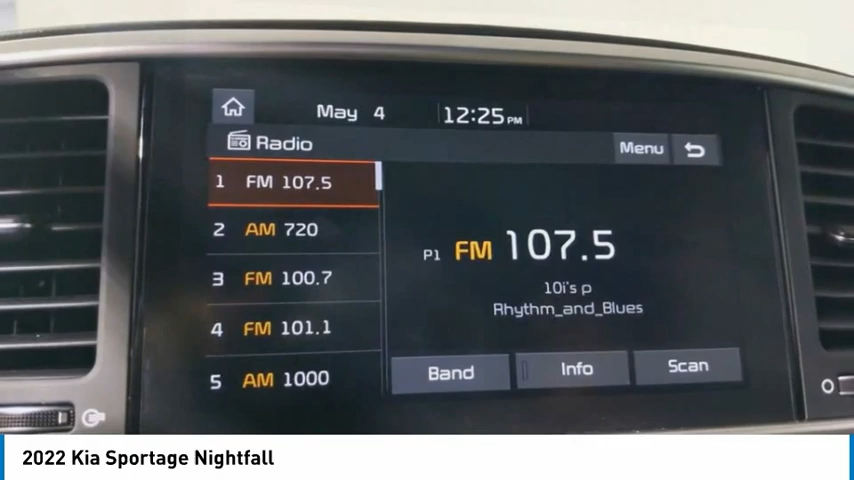 May 4 12:25 PM
Radio
Menu
1 FM 107.5
2 AM 720
3 FM 100.7
4 FM 101.1
5 AM 1000
P1 FM 107.5
10i's p
Rhythm_and_Blues
Band Info Scan
2022 Kia Sportage Nightfall